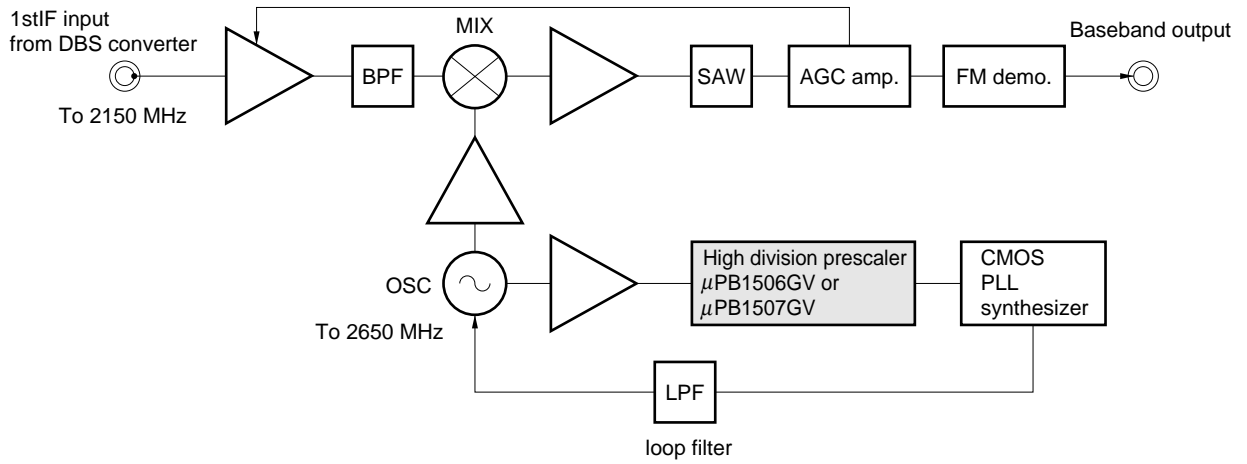 1stIF input
from DBS converter
To 2150 MHz
BPF
MIX
SAW
AGC amp.
FM demo.
Baseband output
OSC
To 2650 MHz
High division prescaler
μPB1506GV or
μPB1507GV
CMOS
PLL
synthesizer
LPF
loop filter